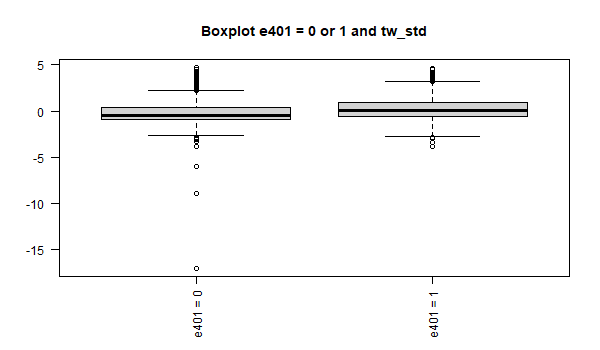 Boxplot e401 = 0 or 1 and tw_std
5
0
-5
-10
-15
e401 = 0
e401 = 1